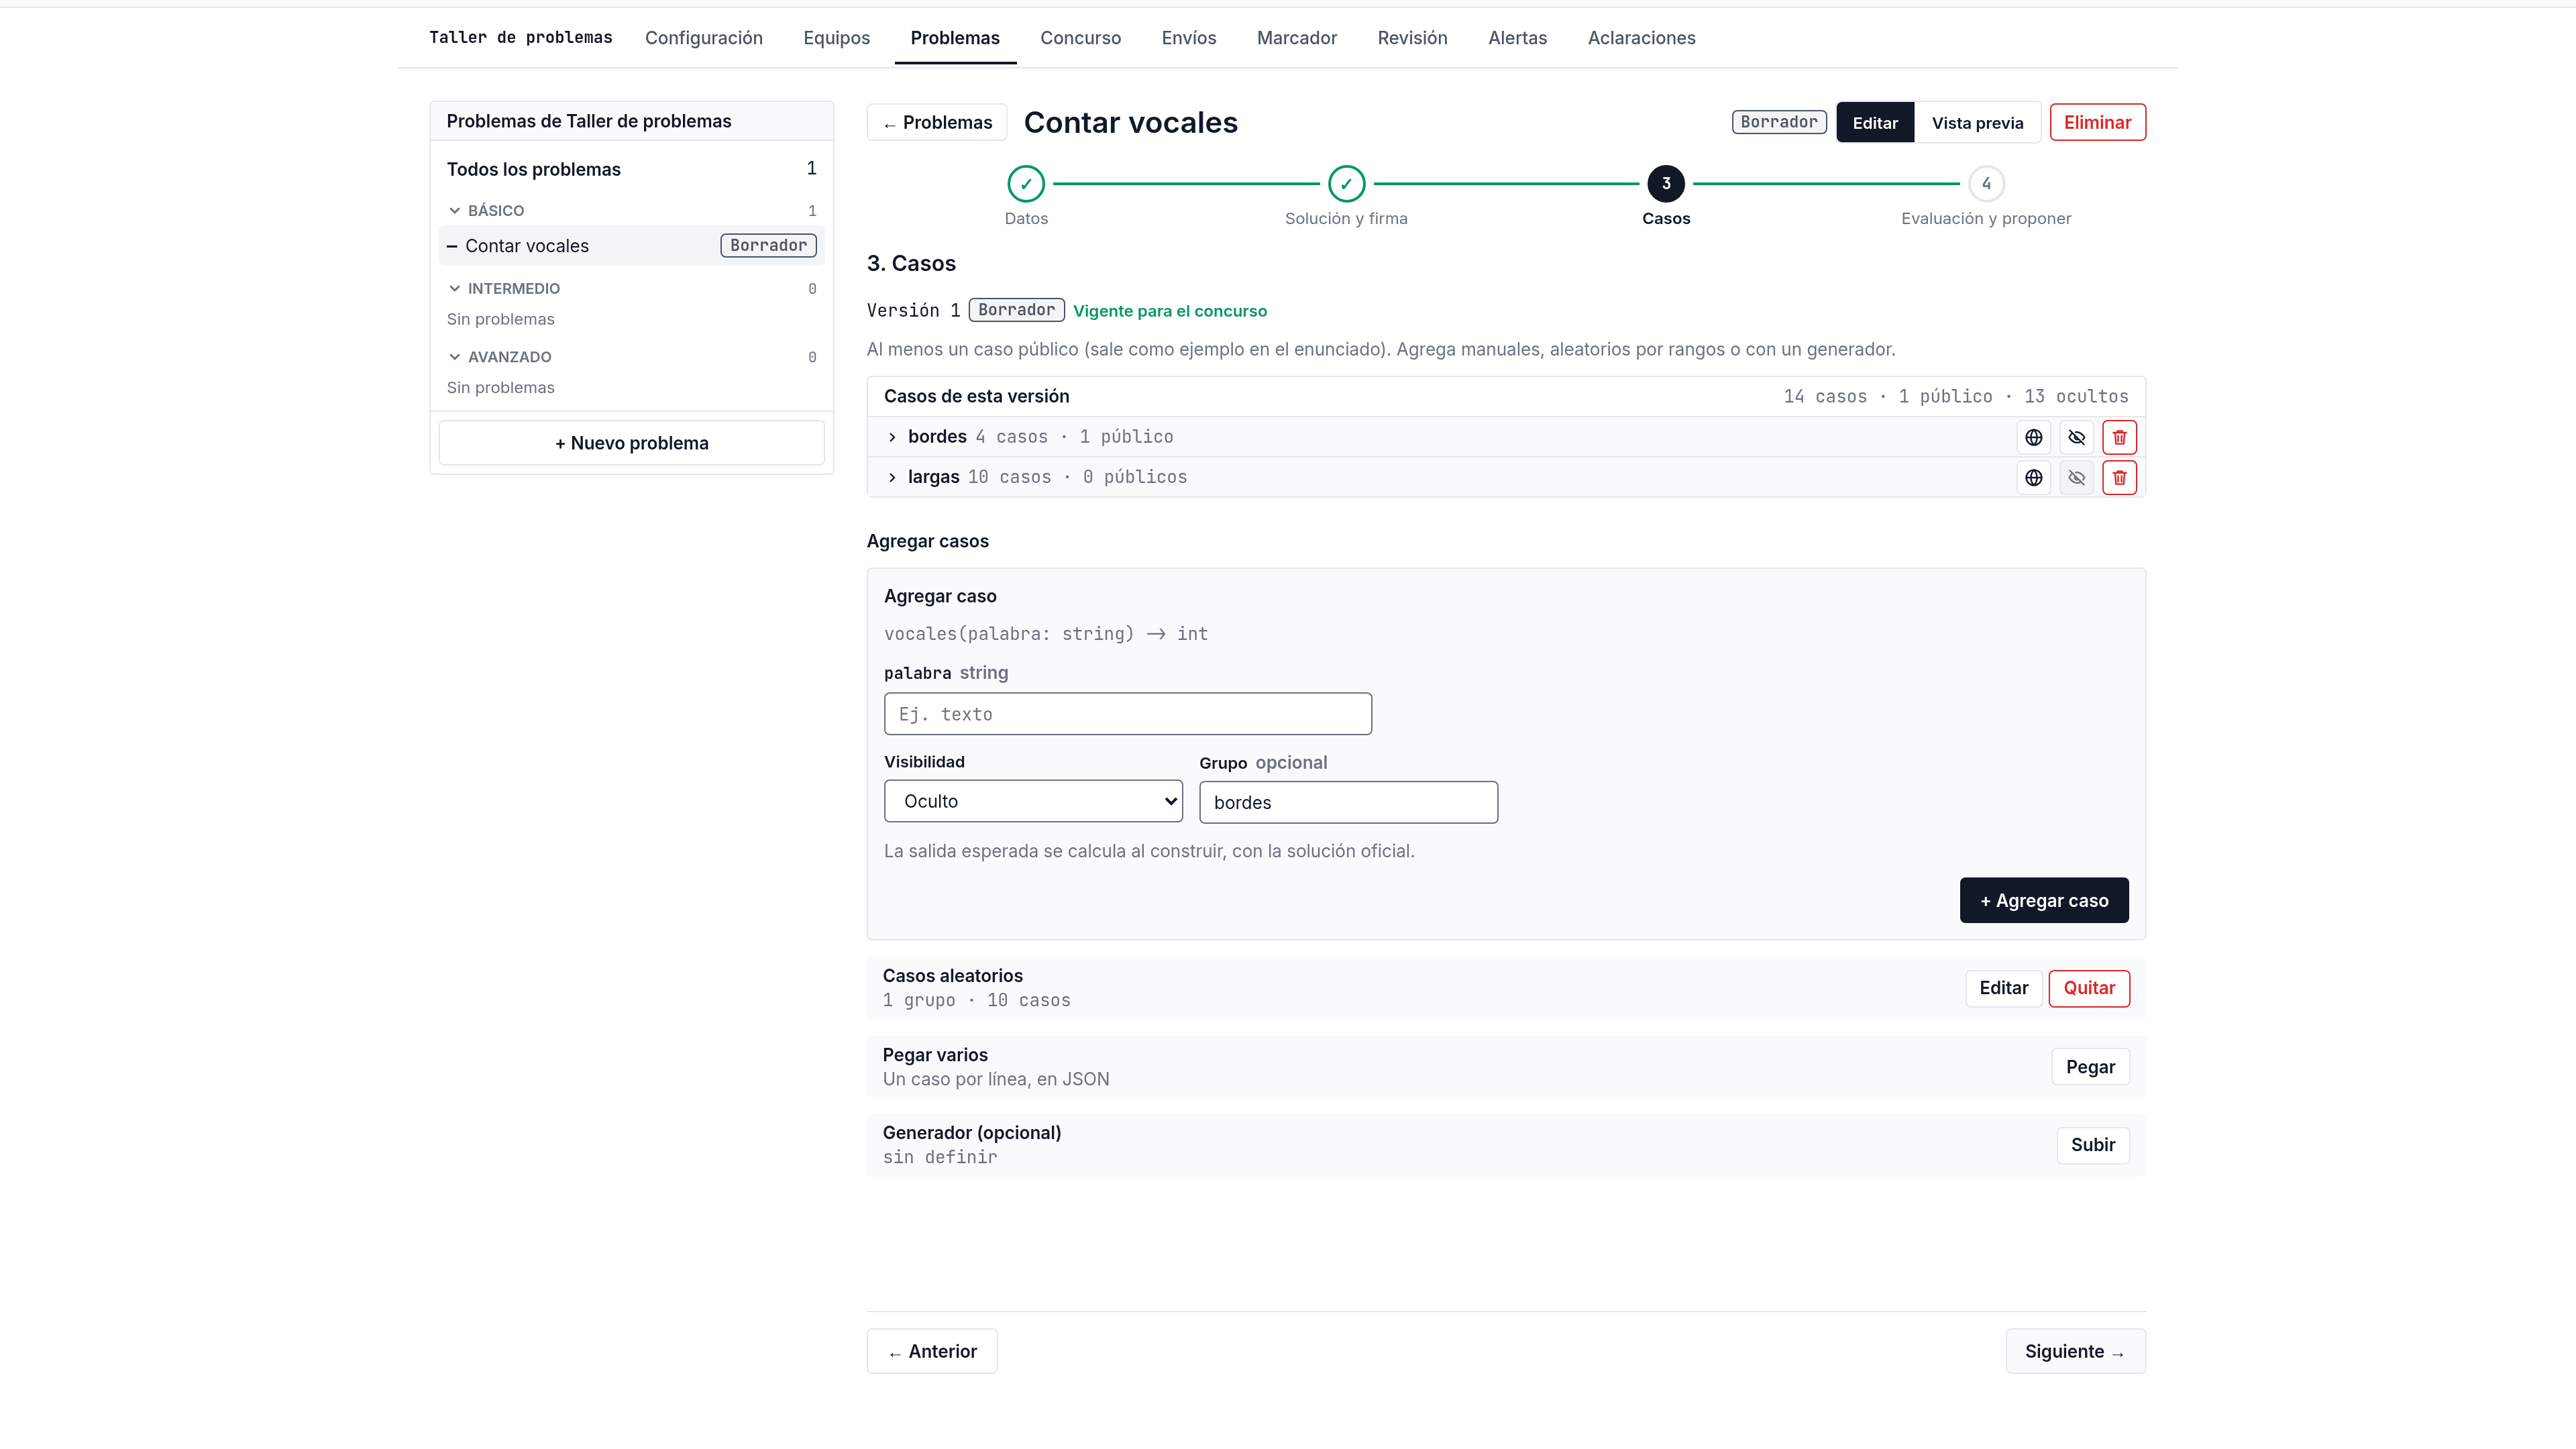 Taller de problemas Configuración Equipos Problemas Concurso Envíos Marcador Revisión Alertas Aclaraciones
Problemas de Taller de problemas
Todos los problemas 1
BÁSICO 1
– Contar vocales Borrador
INTERMEDIO 0
Sin problemas
AVANZADO 0
Sin problemas
+ Nuevo problema
← Problemas Contar vocales Borrador Editar Vista previa Eliminar
✓ ✓ 3 4
Datos Solución y firma Casos Evaluación y proponer
3. Casos
Versión 1 Borrador Vigente para el concurso
Al menos un caso público (sale como ejemplo en el enunciado). Agrega manuales, aleatorios por rangos o con un generador.
Casos de esta versión 14 casos · 1 público · 13 ocultos
bordes 4 casos · 1 público
largas 10 casos · 0 públicos
Agregar casos
Agregar caso
vocales(palabra: string) → int
palabra string
Ej. texto
Visibilidad Grupo opcional
Oculto bordes
La salida esperada se calcula al construir, con la solución oficial.
+ Agregar caso
Casos aleatorios
1 grupo · 10 casos
Editar Quitar
Pegar varios
Un caso por línea, en JSON
Pegar
Generador (opcional)
sin definir
Subir
← Anterior Siguiente →